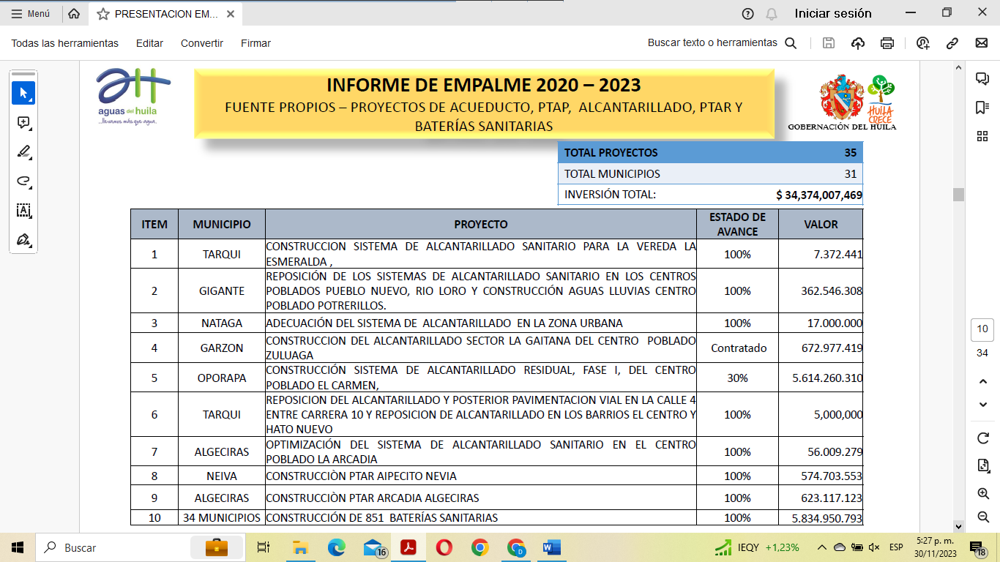 Menú
PRESENTACION EM...
Iniciar sesión
Todas las herramientas
Editar
Convertir
Firmar
Buscar texto o herramientas
aguas del huila
...llevamos más que agua.
INFORME DE EMPALME 2020 – 2023
FUENTE PROPIOS – PROYECTOS DE ACUEDUCTO, PTAP, ALCANTARILLADO, PTAR Y
BATERÍAS SANITARIAS
HUILA
CRECE
GOBERNACIÓN DEL HUILA
TOTAL PROYECTOS 35
TOTAL MUNICIPIOS 31
INVERSIÓN TOTAL: $ 34,374,007,469
ITEM MUNICIPIO PROYECTO ESTADO DE AVANCE VALOR
1 TARQUI CONSTRUCCION SISTEMA DE ALCANTARILLADO SANITARIO PARA LA VEREDA LA
ESMERALDA , 100% 7.372.441
2 GIGANTE REPOSICIÓN DE LOS SISTEMAS DE ALCANTARILLADO SANITARIO EN LOS CENTROS
POBLADOS PUEBLO NUEVO, RIO LORO Y CONSTRUCCIÓN AGUAS LLUVIAS CENTRO
POBLADO POTRERILLOS. 100% 362.546.308
3 NATAGA ADECUACIÓN DEL SISTEMA DE ALCANTARILLADO EN LA ZONA URBANA 100% 17.000.000
4 GARZON CONSTRUCCION DEL ALCANTARILLADO SECTOR LA GAITANA DEL CENTRO POBLADO
ZULUAGA Contratado 672.977.419
5 OPORAPA CONSTRUCCIÓN SISTEMA DE ALCANTARILLADO RESIDUAL, FASE I, DEL CENTRO
POBLADO EL CARMEN, 30% 5.614.260.310
6 TARQUI REPOSICION DEL ALCANTARILLADO Y POSTERIOR PAVIMENTACION VIAL EN LA CALLE 4
ENTRE CARRERA 10 Y REPOSICION DE ALCANTARILLADO EN LOS BARRIOS EL CENTRO Y
HATO NUEVO 100% 5,000,000
7 ALGECIRAS OPTIMIZACIÓN DEL SISTEMA DE ALCANTARILLADO SANITARIO EN EL CENTRO
POBLADO LA ARCADIA 100% 56.009.279
8 NEIVA CONSTRUCCIÒN PTAR AIPECITO NEVIA 100% 574.703.553
9 ALGECIRAS CONSTRUCCIÒN PTAR ARCADIA ALGECIRAS 100% 623.117.123
10 34 MUNICIPIOS CONSTRUCCIÓN DE 851 BATERÍAS SANITARIAS 100% 5.834.950.793
10
34
Buscar
16
IEQY +1,23%
ESP
5:27 p. m.
30/11/2023
18